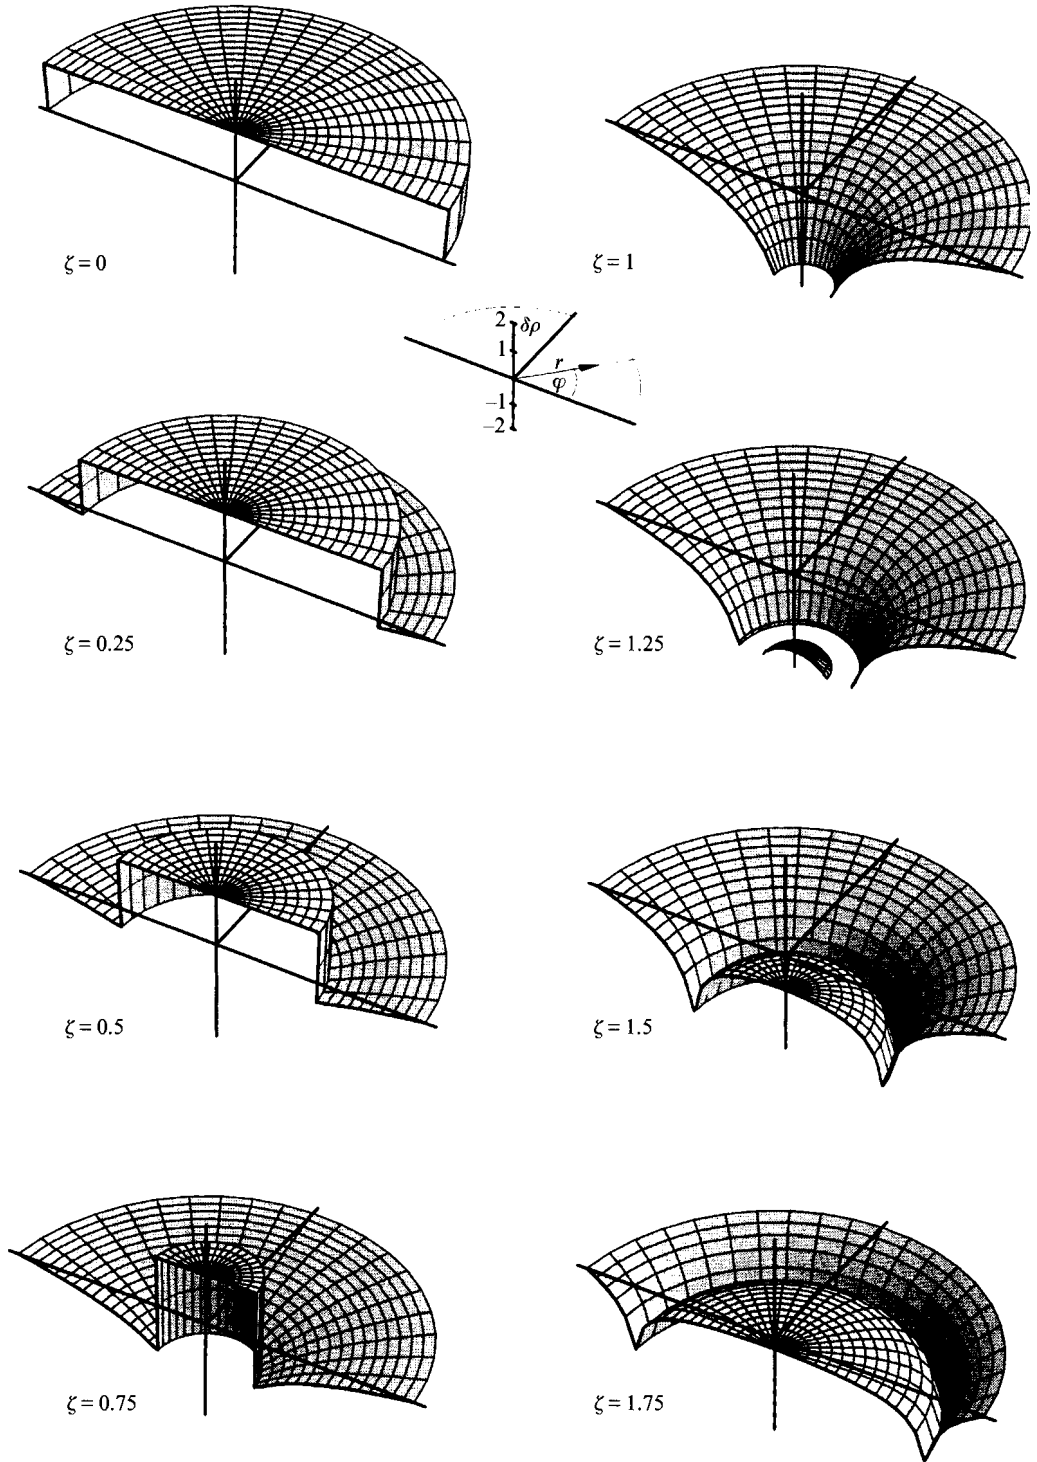 ζ = 0
ζ = 1
2 δρ
1
r
φ
–1
–2
ζ = 0.25
ζ = 1.25
ζ = 0.5
ζ = 1.5
ζ = 0.75
ζ = 1.75